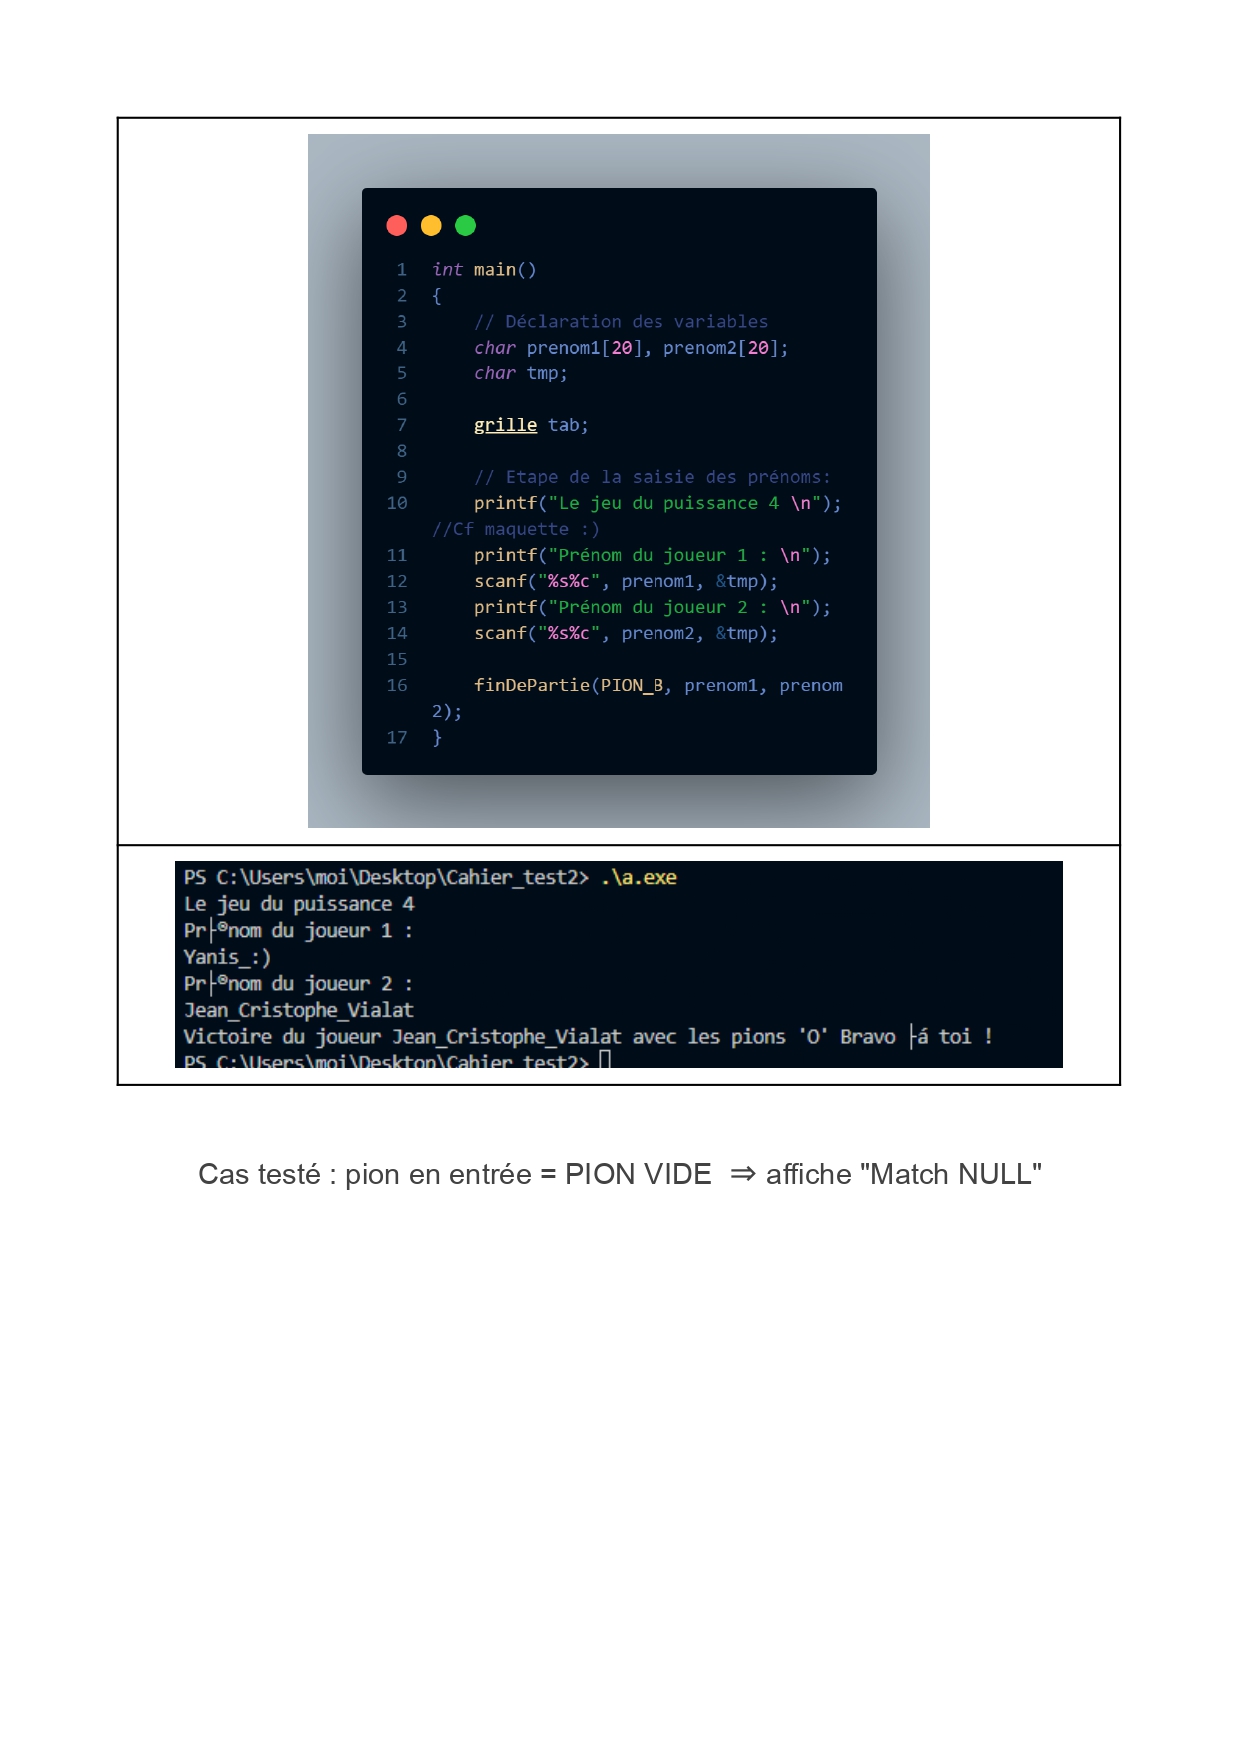 1 int main()
2 {
3 // Déclaration des variables
4 char prenom1[20], prenom2[20];
5 char tmp;
6
7 grille tab;
8
9 // Etape de la saisie des prénoms:
10 printf("Le jeu du puissance 4 \n");
//Cf maquette :)
11 printf("Prénom du joueur 1 : \n");
12 scanf("%s%c", prenom1, &tmp);
13 printf("Prénom du joueur 2 : \n");
14 scanf("%s%c", prenom2, &tmp);
15
16 finDePartie(PION_B, prenom1, prenom
2);
17 }
PS C:\Users\moi\Desktop\Cahier_test2> .\a.exe
Le jeu du puissance 4
Pr├®nom du joueur 1 :
Yanis_:)
Pr├®nom du joueur 2 :
Jean_Cristophe_Vialat
Victoire du joueur Jean_Cristophe_Vialat avec les pions 'O' Bravo ├á toi !
PS C:\Users\moi\Desktop\Cahier_test2>
Cas testé : pion en entrée = PION VIDE ⇒ affiche "Match NULL"